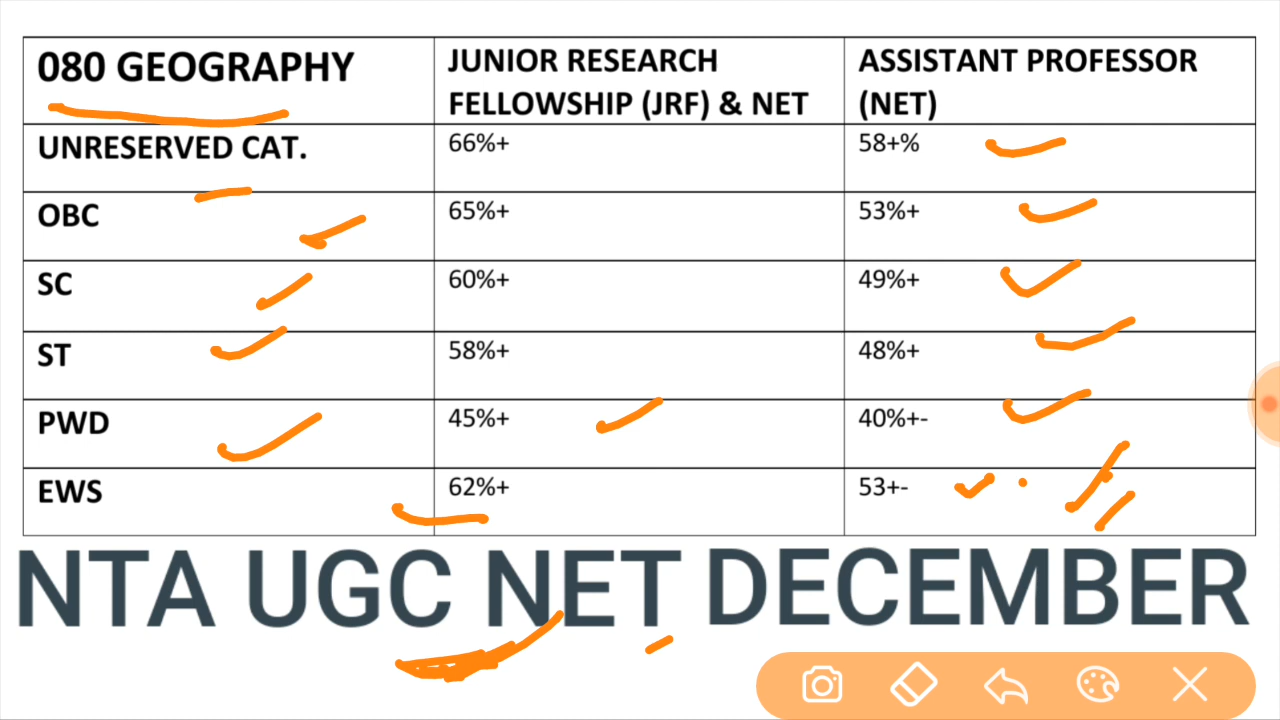 080 GEOGRAPHY
JUNIOR RESEARCH
FELLOWSHIP (JRF) & NET
ASSISTANT PROFESSOR
(NET)
UNRESERVED CAT.
66%+
58+%
OBC
65%+
53%+
SC
60%+
49%+
ST
58%+
48%+
PWD
45%+
40%+-
EWS
62%+
53+-
NTA UGC NET DECEMBER